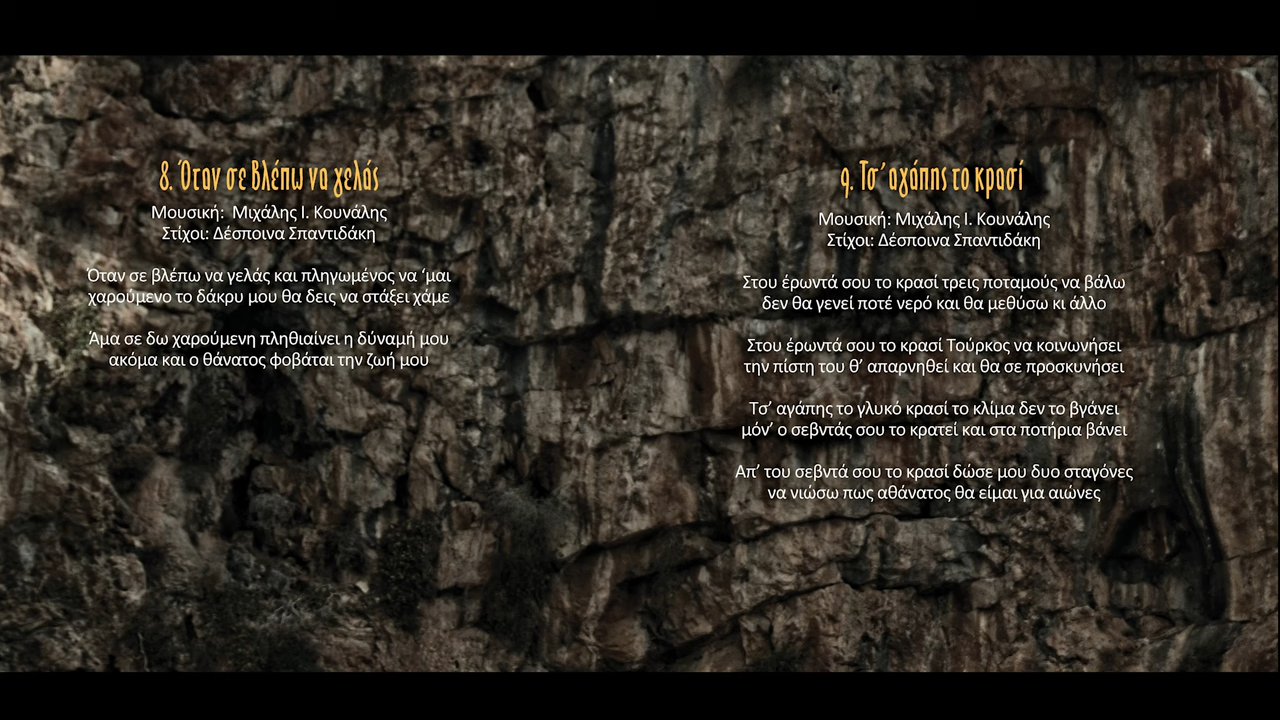 8. Όταν σε βλέπω να γελάς
Μουσική: Μιχάλης Ι. Κουνάλης
Στίχοι: Δέσποινα Σπαντιδάκη
Όταν σε βλέπω να γελάς και πληγωμένος να ‘μαι
χαρούμενο το δάκρυ μου θα δεις να στάξει χάμε
Άμα σε δω χαρούμενη πληθιαίνει η δύναμή μου
ακόμα και ο θάνατος φοβάται την ζωή μου
9. Τσ’ αγάπης το κρασί
Μουσική: Μιχάλης Ι. Κουνάλης
Στίχοι: Δέσποινα Σπαντιδάκη
Στου έρωντά σου το κρασί τρεις ποταμούς να βάλω
δεν θα γενεί ποτέ νερό και θα μεθύσω κι άλλο
Στου έρωντά σου το κρασί Τούρκος να κοινωνήσει
την πίστη του θ’ απαρνηθεί και θα σε προσκυνήσει
Τσ’ αγάπης το γλυκό κρασί το κλίμα δεν το βγάνει
μόν’ ο σεβντάς σου το κρατεί και στα ποτήρια βάνει
Απ’ του σεβντά σου το κρασί δώσε μου δυο σταγόνες
να νιώσω πως αθάνατος θα είμαι για αιώνες